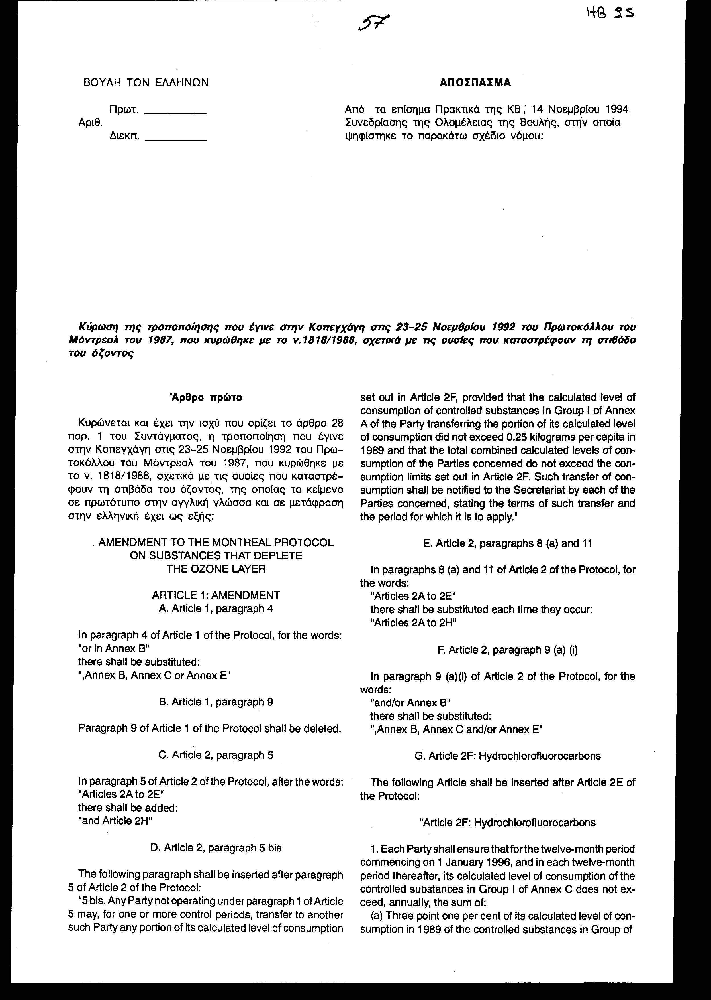 57
HB 95
ΒΟΥΛΗ ΤΩΝ ΕΛΛΗΝΩΝ
Πρωτ.
Αριθ.
Διεκπ.
ΑΠΟΣΠΑΣΜΑ
Από τα επίσημα Πρακτικά της ΚΒ', 14 Νοεμβρίου 1994,
Συνεδρίασης της Ολομέλειας της Βουλής, στην οποία
ψηφίστηκε το παρακάτω σχέδιο νόμου:
Κύρωση της τροποποίησης που έγινε στην Κοπεγχάγη στις 23-25 Νοεμβρίου 1992 του Πρωτοκόλλου του
Μόντρεαλ του 1987, που κυρώθηκε με το ν.1818/1988, σχετικά με τις ουσίες που καταστρέφουν τη στιβάδα
του όζοντος
'Αρθρο πρώτο
Κυρώνεται και έχει την ισχύ που ορίζει το άρθρο 28
παρ. 1 του Συντάγματος, η τροποποίηση που έγινε
στην Κοπεγχάγη στις 23-25 Νοεμβρίου 1992 του Πρω-
τοκόλλου του Μόντρεαλ του 1987, που κυρώθηκε με
το ν. 1818/1988, σχετικά με τις ουσίες που καταστρέ-
φουν τη στιβάδα του όζοντος, της οποίας το κείμενο
σε πρωτότυπο στην αγγλική γλώσσα και σε μετάφραση
στην ελληνική έχει ως εξής:
AMENDMENT TO THE MONTREAL PROTOCOL
ON SUBSTANCES THAT DEPLETE
THE OZONE LAYER
ARTICLE 1: AMENDMENT
A. Article 1, paragraph 4
In paragraph 4 of Article 1 of the Protocol, for the words:
"or in Annex B"
there shall be substituted:
",Annex B, Annex C or Annex E"
B. Article 1, paragraph 9
Paragraph 9 of Article 1 of the Protocol shall be deleted.
C. Article 2, paragraph 5
In paragraph 5 of Article 2 of the Protocol, after the words:
"Articles 2A to 2E"
there shall be added:
"and Article 2H"
D. Article 2, paragraph 5 bis
The following paragraph shall be inserted after paragraph
5 of Article 2 of the Protocol:
"5 bis. Any Party not operating under paragraph 1 of Article
5 may, for one or more control periods, transfer to another
such Party any portion of its calculated level of consumption
set out in Article 2F, provided that the calculated level of
consumption of controlled substances in Group I of Annex
A of the Party transferring the portion of its calculated level
of consumption did not exceed 0.25 kilograms per capita in
1989 and that the total combined calculated levels of con-
sumption of the Parties concerned do not exceed the con-
sumption limits set out in Article 2F. Such transfer of con-
sumption shall be notified to the Secretariat by each of the
Parties concerned, stating the terms of such transfer and
the period for which it is to apply."
E. Article 2, paragraphs 8 (a) and 11
In paragraphs 8 (a) and 11 of Article 2 of the Protocol, for
the words:
"Articles 2A to 2E"
there shall be substituted each time they occur:
"Articles 2A to 2H"
F. Article 2, paragraph 9 (a) (i)
In paragraph 9 (a)(i) of Article 2 of the Protocol, for the
words:
"and/or Annex B"
there shall be substituted:
",Annex B, Annex C and/or Annex E"
G. Article 2F: Hydrochlorofluorocarbons
The following Article shall be inserted after Article 2E of
the Protocol:
"Article 2F: Hydrochlorofluorocarbons
1. Each Party shall ensure that for the twelve-month period
commencing on 1 January 1996, and in each twelve-month
period thereafter, its calculated level of consumption of the
controlled substances in Group I of Annex C does not ex-
ceed, annually, the sum of:
(a) Three point one per cent of its calculated level of con-
sumption in 1989 of the controlled substances in Group of